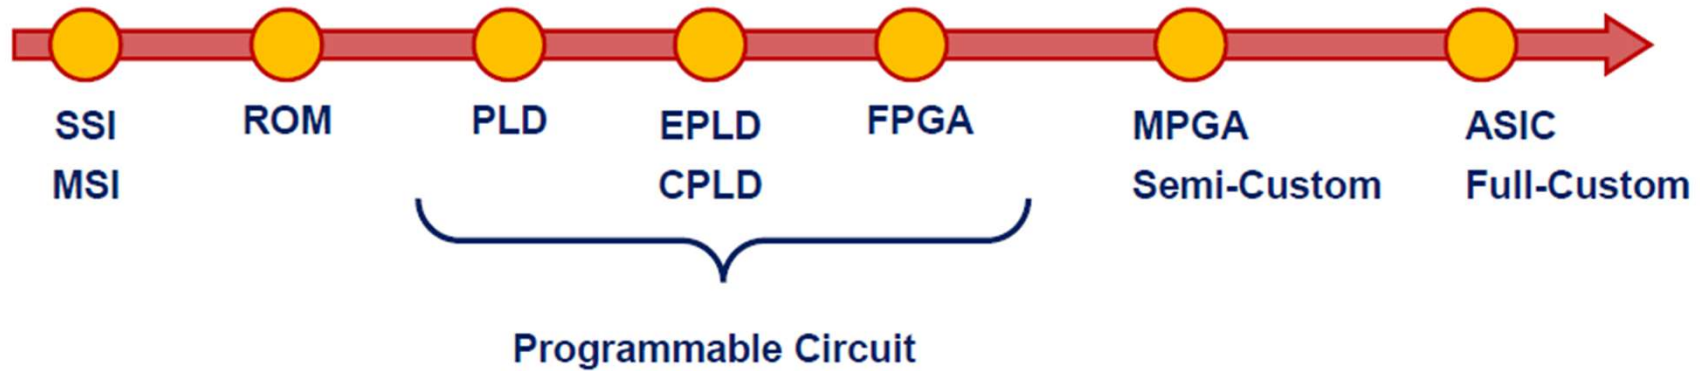 SSI
MSI
ROM
PLD
EPLD
CPLD
FPGA
MPGA
Semi-Custom
ASIC
Full-Custom
Programmable Circuit